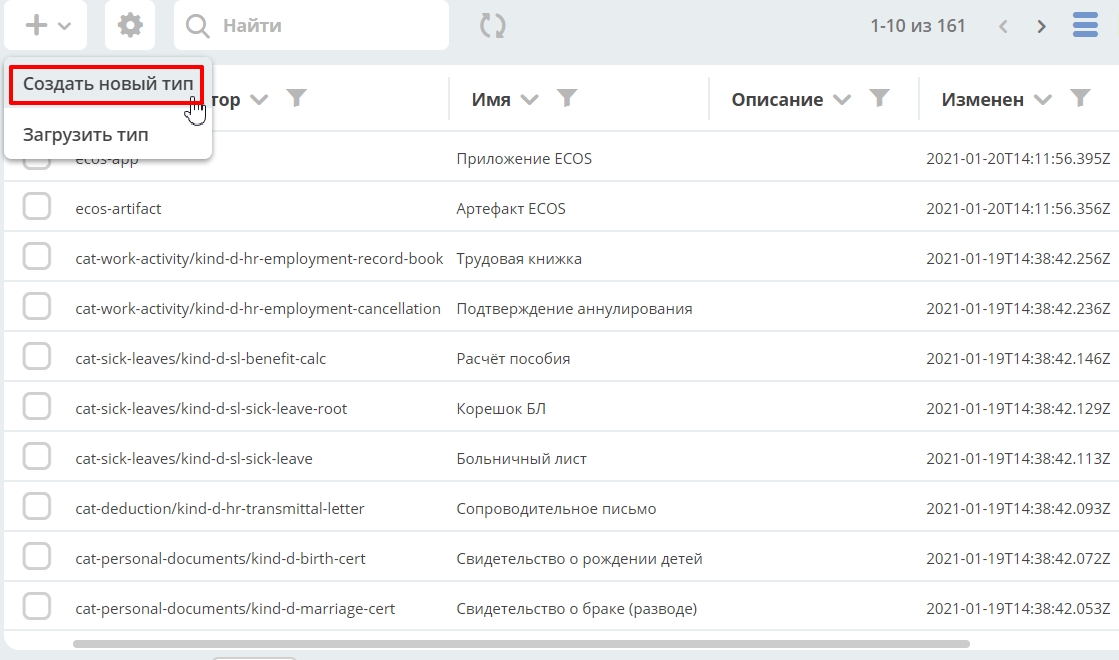 Найти
1-10 из 161
Создать новый тип
Загрузить тип
тор Имя Описание Изменен
ecos-app Приложение ECOS 2021-01-20T14:11:56.395Z
ecos-artifact Артефакт ECOS 2021-01-20T14:11:56.356Z
cat-work-activity/kind-d-hr-employment-record-book Трудовая книжка 2021-01-19T14:38:42.256Z
cat-work-activity/kind-d-hr-employment-cancellation Подтверждение аннулирования 2021-01-19T14:38:42.236Z
cat-sick-leaves/kind-d-sl-benefit-calc Расчёт пособия 2021-01-19T14:38:42.146Z
cat-sick-leaves/kind-d-sl-sick-leave-root Корешок БЛ 2021-01-19T14:38:42.129Z
cat-sick-leaves/kind-d-sl-sick-leave Больничный лист 2021-01-19T14:38:42.113Z
cat-deduction/kind-d-hr-transmittal-letter Сопроводительное письмо 2021-01-19T14:38:42.093Z
cat-personal-documents/kind-d-birth-cert Свидетельство о рождении детей 2021-01-19T14:38:42.072Z
cat-personal-documents/kind-d-marriage-cert Свидетельство о браке (разводе) 2021-01-19T14:38:42.053Z